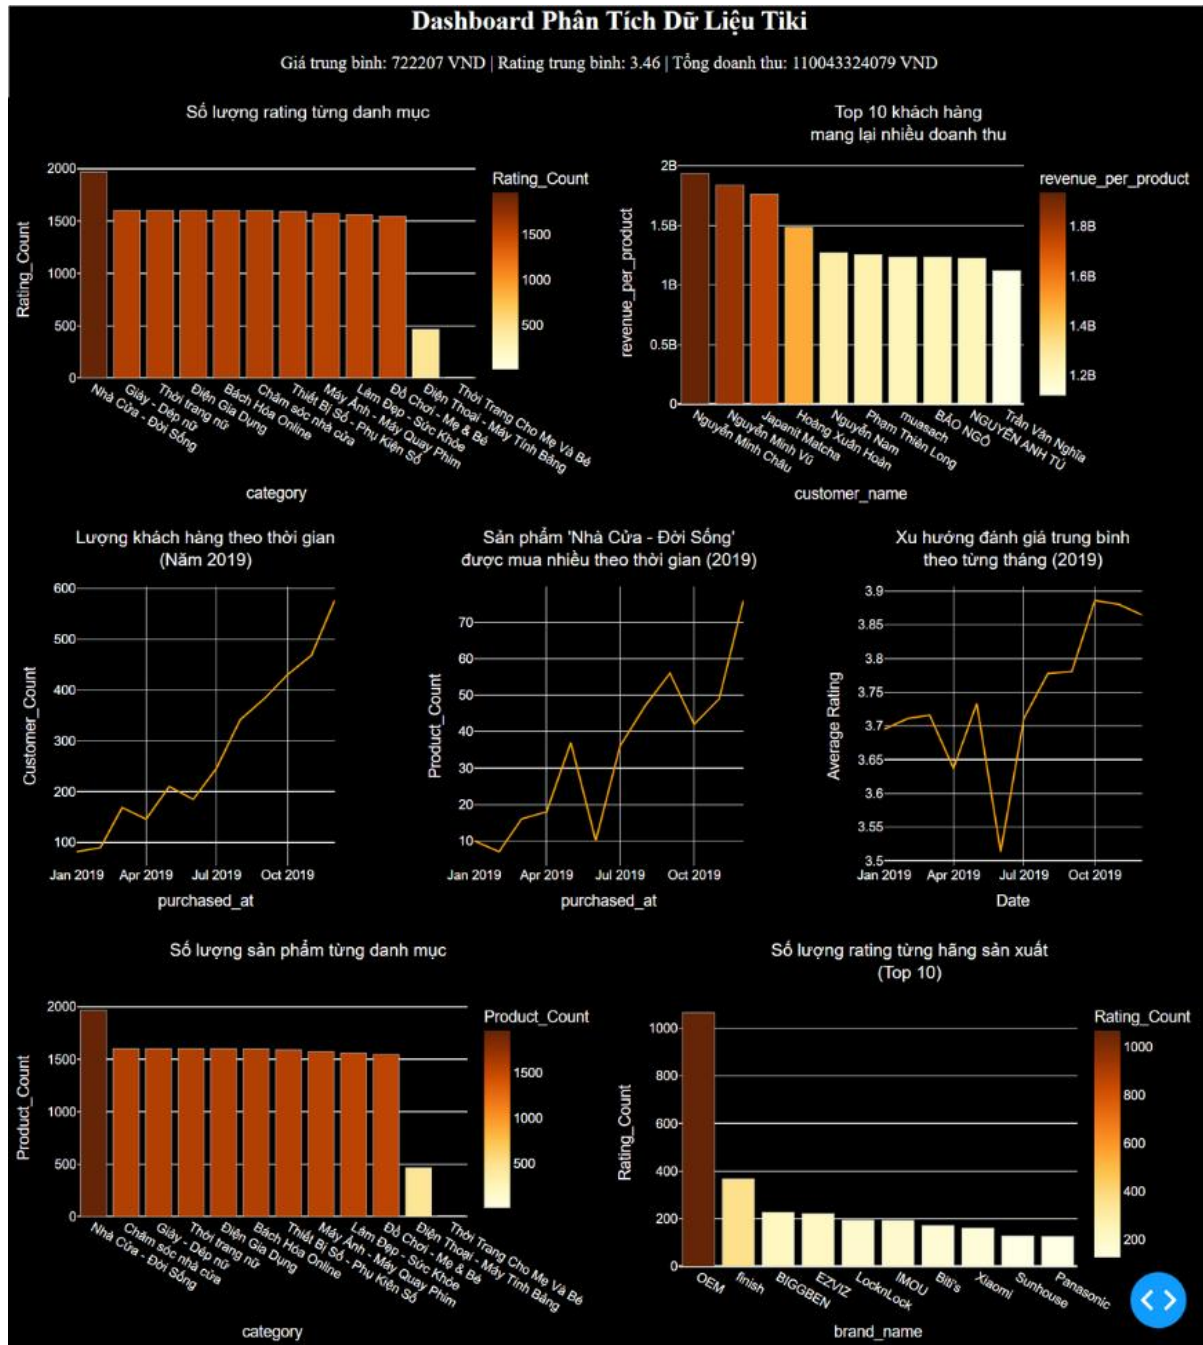 Dashboard Phân Tích Dữ Liệu Tiki
Giá trung bình: 722207 VND | Rating trung bình: 3.46 | Tổng doanh thu: 110043324079 VND
Số lượng rating từng danh mục
2000
1500
1000
500
0
Rating_Count
Nhà Cửa - Đời Sống
Giày - Dép nữ
Thời trang nữ
Điện Gia Dụng
Bách Hóa Online
Chăm sóc nhà cửa
Thiết Bị Số - Phụ Kiện Số
Máy Ảnh - Máy Quay Phim
Làm Đẹp - Sức Khỏe
Đồ Chơi - Mẹ & Bé
Điện Thoại - Máy Tính Bảng
Thời Trang Cho Mẹ Và Bé
category
Rating_Count
1500
1000
500
Top 10 khách hàng
mang lại nhiều doanh thu
2B
1.5B
1B
0.5B
0
revenue_per_product
Nguyễn Minh Châu
Nguyễn Minh Vũ
Japanit Matcha
Hoàng Xuân Hoàn
Nguyễn Nam
Phạm Thiên Long
muasach
BẢO NGÔ
NGUYỄN ANH TÚ
Trần Văn Nghĩa
customer_name
revenue_per_product
1.8B
1.6B
1.4B
1.2B
Lượng khách hàng theo thời gian
(Năm 2019)
600
500
400
300
200
100
Customer_Count
Jan 2019
Apr 2019
Jul 2019
Oct 2019
purchased_at
Sản phẩm 'Nhà Cửa - Đời Sống'
được mua nhiều theo thời gian (2019)
70
60
50
40
30
20
10
Product_Count
Jan 2019
Apr 2019
Jul 2019
Oct 2019
purchased_at
Xu hướng đánh giá trung bình
theo từng tháng (2019)
3.9
3.85
3.8
3.75
3.7
3.65
3.6
3.55
3.5
Average Rating
Jan 2019
Apr 2019
Jul 2019
Oct 2019
Date
Số lượng sản phẩm từng danh mục
2000
1500
1000
500
0
Product_Count
Nhà Cửa - Đời Sống
Chăm sóc nhà cửa
Giày - Dép nữ
Thời trang nữ
Điện Gia Dụng
Bách Hóa Online
Thiết Bị Số - Phụ Kiện Số
Máy Ảnh - Máy Quay Phim
Làm Đẹp - Sức Khỏe
Đồ Chơi - Mẹ & Bé
Điện Thoại - Máy Tính Bảng
Thời Trang Cho Mẹ Và Bé
category
Product_Count
1500
1000
500
Số lượng rating từng hãng sản xuất
(Top 10)
1000
800
600
400
200
0
Rating_Count
OEM
finish
BIGGBEN
EZVIZ
LocknLock
IMOU
Biti's
Xiaomi
Sunhouse
Panasonic
brand_name
Rating_Count
1000
800
600
400
200